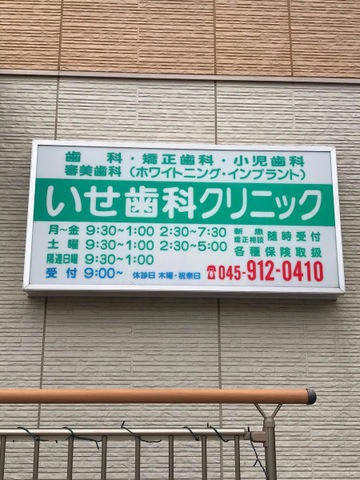 歯科・矯正歯科・小児歯科
審美歯科（ホワイトニング・インプラント）
いせ歯科クリニック
月～金 9:30~1:00 2:30~7:30
土曜 9:30~1:00 2:30~5:00
隔週日曜 9:30~1:00
受付 9:00~ 休診日 木曜・祝祭日
新患 矯正相談 随時受付
各種保険取扱
☎045-912-0410